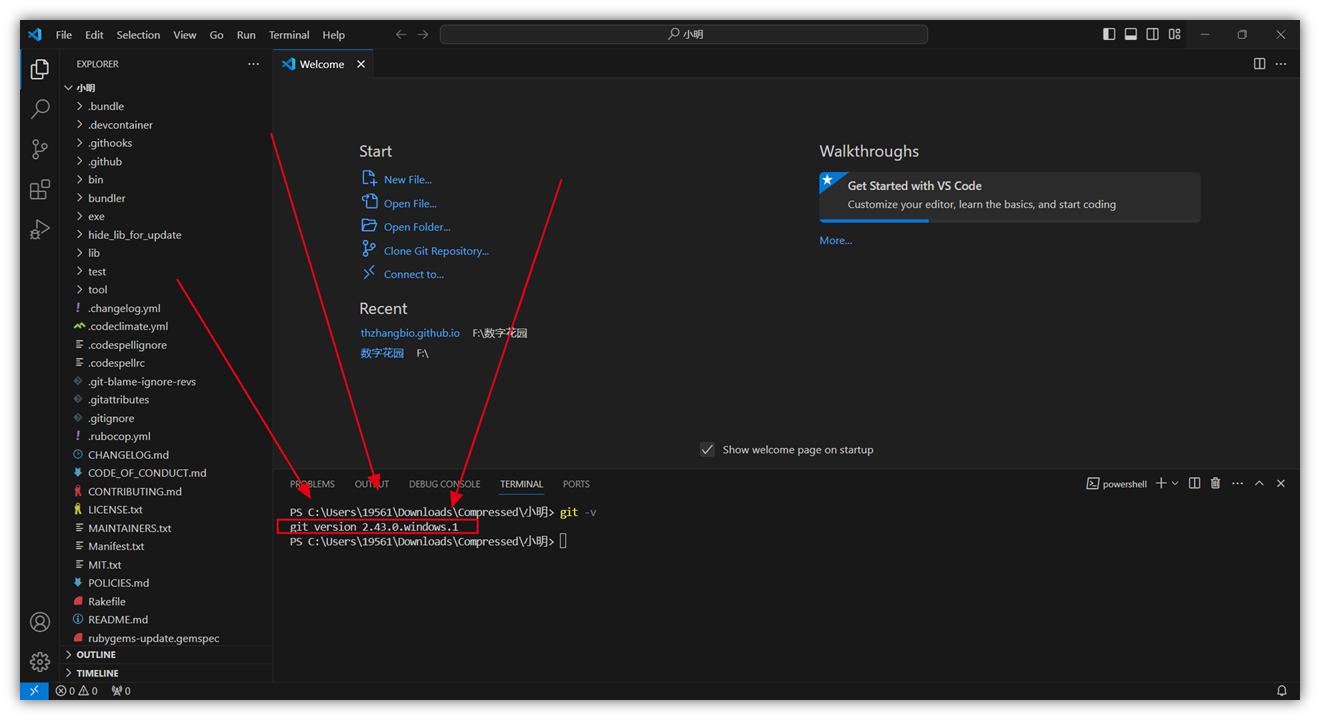 File Edit Selection View Go Run Terminal Help 小明
EXPLORER
Welcome
小明
.bundle
.devcontainer
.githooks
.github
bin
bundler
exe
hide_lib_for_update
lib
test
tool
.changelog.yml
.codeclimate.yml
.codespellignore
.codespellrc
.git-blame-ignore-revs
.gitattributes
.gitignore
.rubocop.yml
CHANGELOG.md
CODE_OF_CONDUCT.md
CONTRIBUTING.md
LICENSE.txt
MAINTAINERS.txt
Manifest.txt
MIT.txt
POLICIES.md
Rakefile
README.md
rubygems-update.gemspec
OUTLINE
TIMELINE
Start
New File...
Open File...
Open Folder...
Clone Git Repository...
Connect to...
Recent
thzhangbio.github.io F:\数字花园
数字花园 F:\
Walkthroughs
Get Started with VS Code
Customize your editor, learn the basics, and start coding
More...
Show welcome page on startup
PROBLEMS OUTPUT DEBUG CONSOLE TERMINAL PORTS powershell
PS C:\Users\19561\Downloads\Compressed\小明> git -v
git version 2.43.0.windows.1
PS C:\Users\19561\Downloads\Compressed\小明>
0 0 0